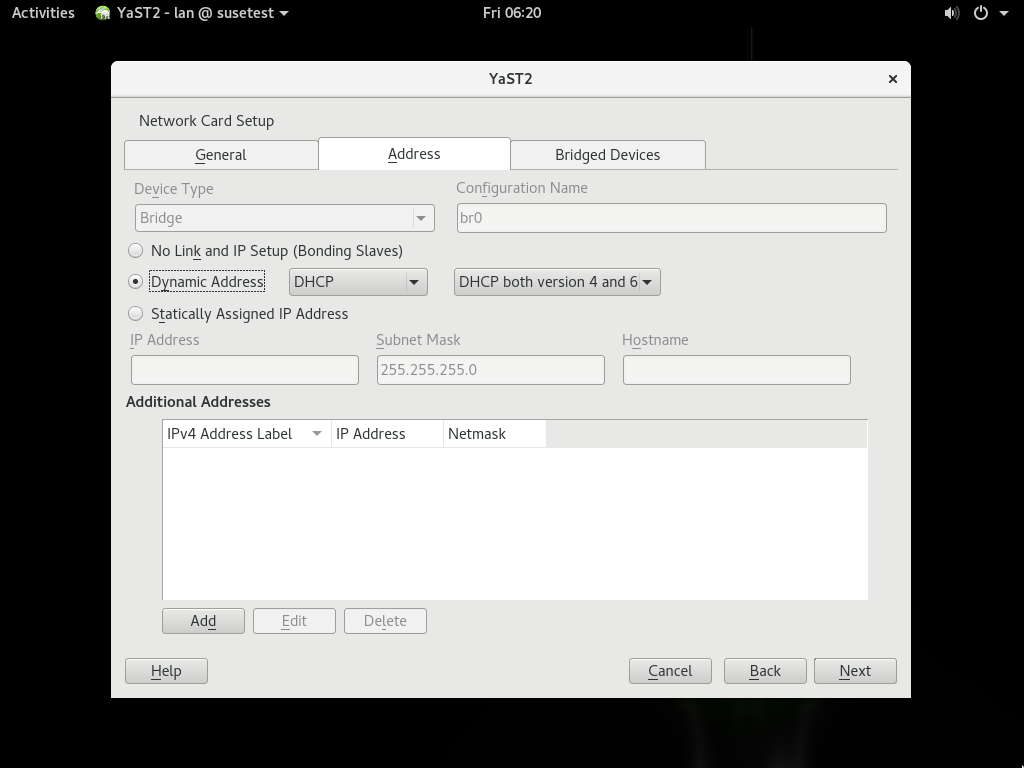 Activities YaST2 - lan @ susetest Fri 06:20
YaST2
Network Card Setup
General Address Bridged Devices
Device Type Configuration Name
Bridge br0
No Link and IP Setup (Bonding Slaves)
Dynamic Address DHCP DHCP both version 4 and 6
Statically Assigned IP Address
IP Address Subnet Mask Hostname
255.255.255.0
Additional Addresses
IPv4 Address Label IP Address Netmask
Add Edit Delete
Help Cancel Back Next